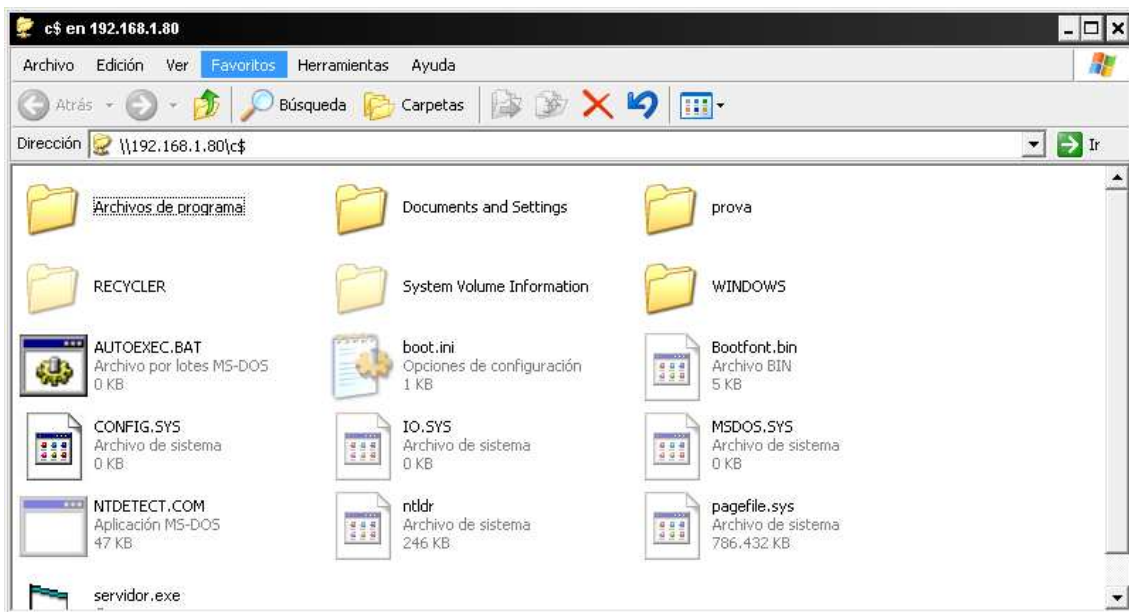 c$ en 192.168.1.80
Archivo Edición Ver Favoritos Herramientas Ayuda
Atrás Búsqueda Carpetas
Dirección \\192.168.1.80\c$ Ir
Archivos de programa Documents and Settings prova
RECYCLER System Volume Information WINDOWS
AUTOEXEC.BAT boot.ini Bootfont.bin
Archivo por lotes MS-DOS Opciones de configuración Archivo BIN
0 KB 1 KB 5 KB
CONFIG.SYS IO.SYS MSDOS.SYS
Archivo de sistema Archivo de sistema Archivo de sistema
0 KB 0 KB 0 KB
NTDETECT.COM ntldr pagefile.sys
Aplicación MS-DOS Archivo de sistema Archivo de sistema
47 KB 246 KB 786.432 KB
servidor.exe